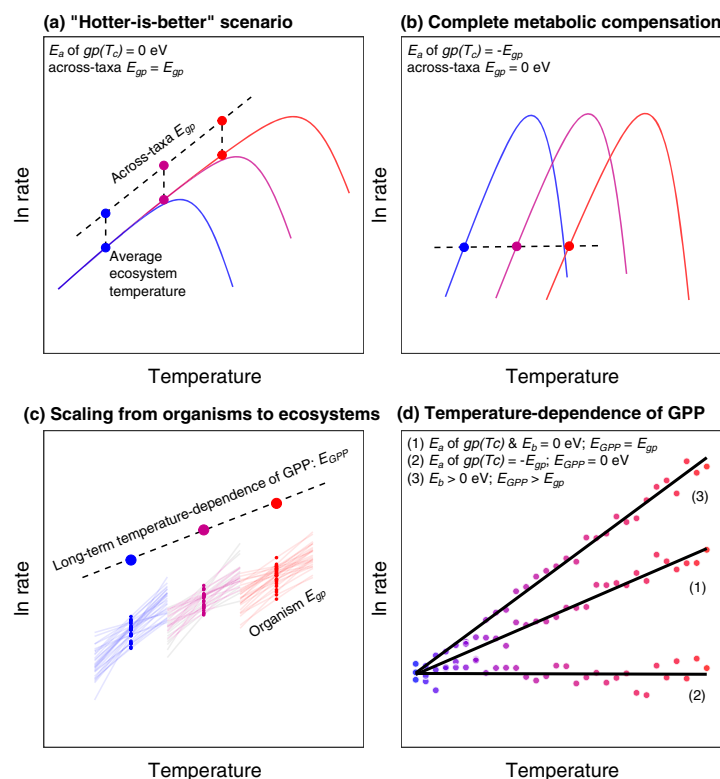 (a) "Hotter-is-better" scenario
Ea of gp(Tc) = 0 eV
across-taxa Egp = Egp
Across-taxa Egp
Average
ecosystem
temperature
ln rate
Temperature
(b) Complete metabolic compensation
Ea of gp(Tc) = -Egp
across-taxa Egp = 0 eV
ln rate
Temperature
(c) Scaling from organisms to ecosystems
Long-term temperature-dependence of GPP: EGPP
Organism Egp
ln rate
Temperature
(d) Temperature-dependence of GPP
(1) Ea of gp(Tc) & Eb = 0 eV; EGPP = Egp
(2) Ea of gp(Tc) = -Egp; EGPP = 0 eV
(3) Eb > 0 eV; EGPP > Egp
(3)
(1)
(2)
ln rate
Temperature